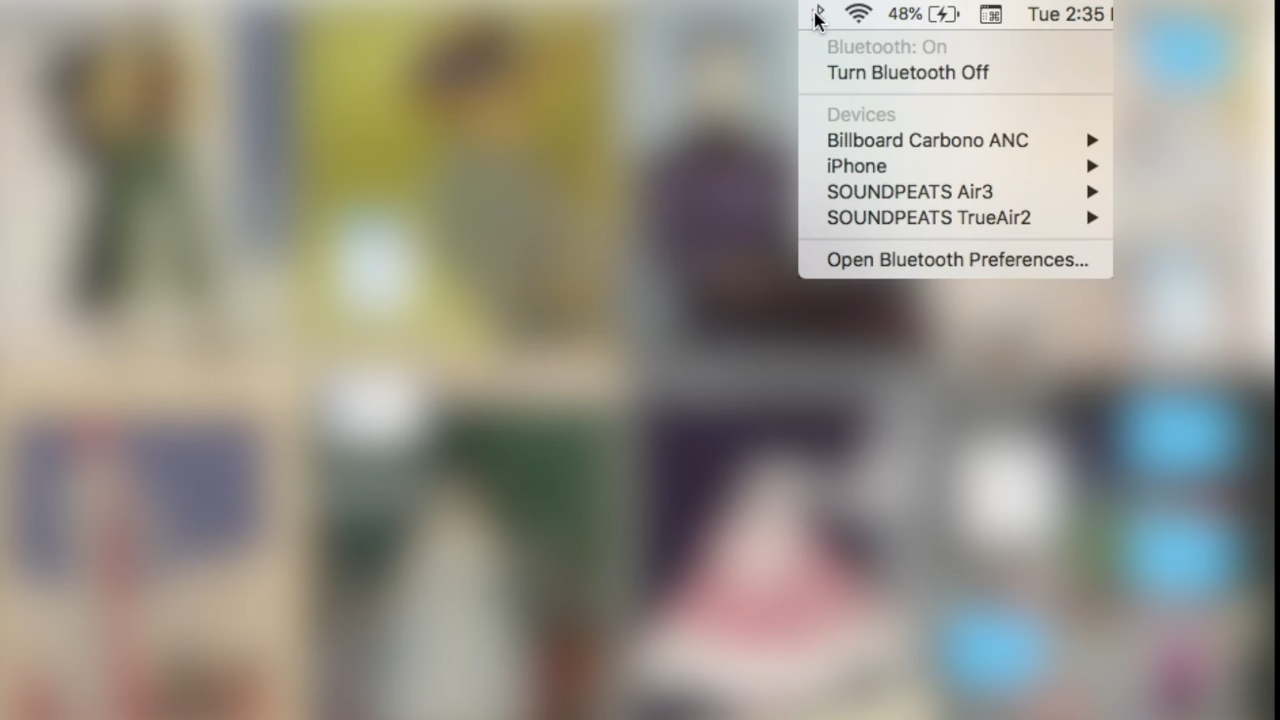 48% Tue 2:35
Bluetooth: On
Turn Bluetooth Off
Devices
Billboard Carbono ANC
iPhone
SOUNDPEATS Air3
SOUNDPEATS TrueAir2
Open Bluetooth Preferences...